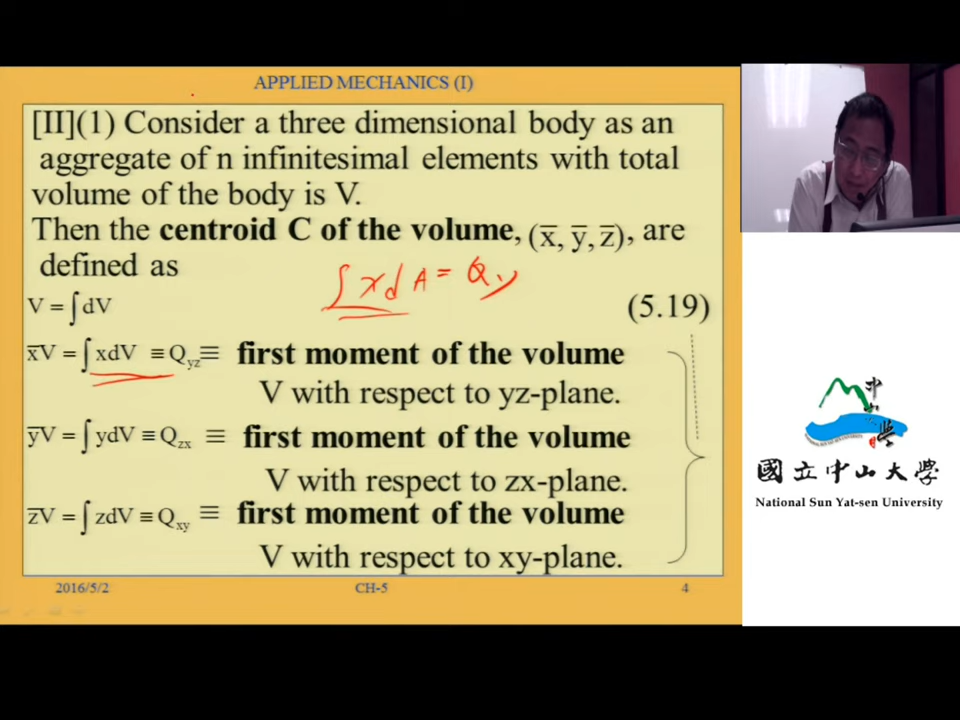 APPLIED MECHANICS (I)
[II](1) Consider a three dimensional body as an
aggregate of n infinitesimal elements with total
volume of the body is V.
Then the centroid C of the volume, (x̅, y̅, z̅), are
defined as
∫xdA = Qy
V = ∫dV (5.19)
x̅V = ∫xdV ≡ Qyz ≡ first moment of the volume
V with respect to yz-plane.
y̅V = ∫ydV ≡ Qzx ≡ first moment of the volume
V with respect to zx-plane.
z̅V = ∫zdV ≡ Qxy ≡ first moment of the volume
V with respect to xy-plane.
2016/5/2 CH-5 4
中山大學
國立中山大學
National Sun Yat-sen University